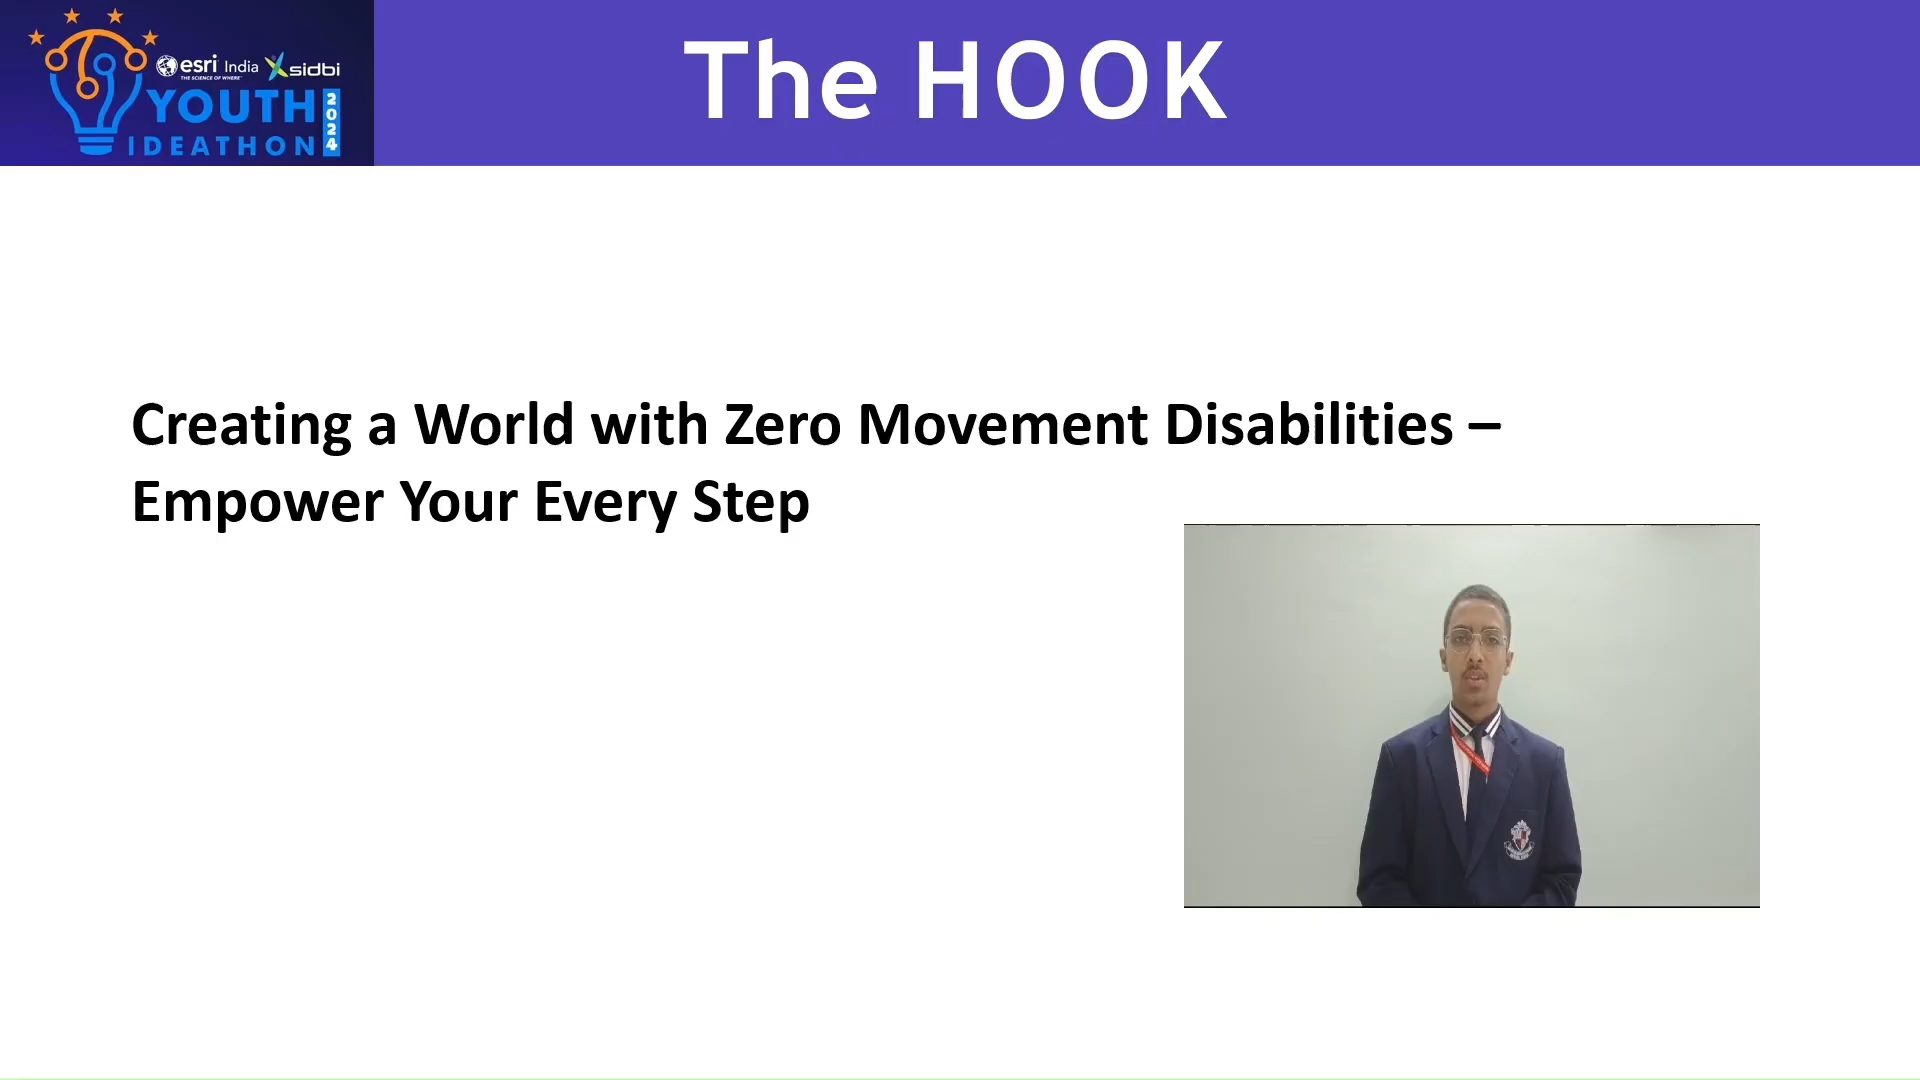 esri India sidbi
THE SCIENCE OF WHERE
YOUTH 2024
IDEATHON
The HOOK
Creating a World with Zero Movement Disabilities –
Empower Your Every Step